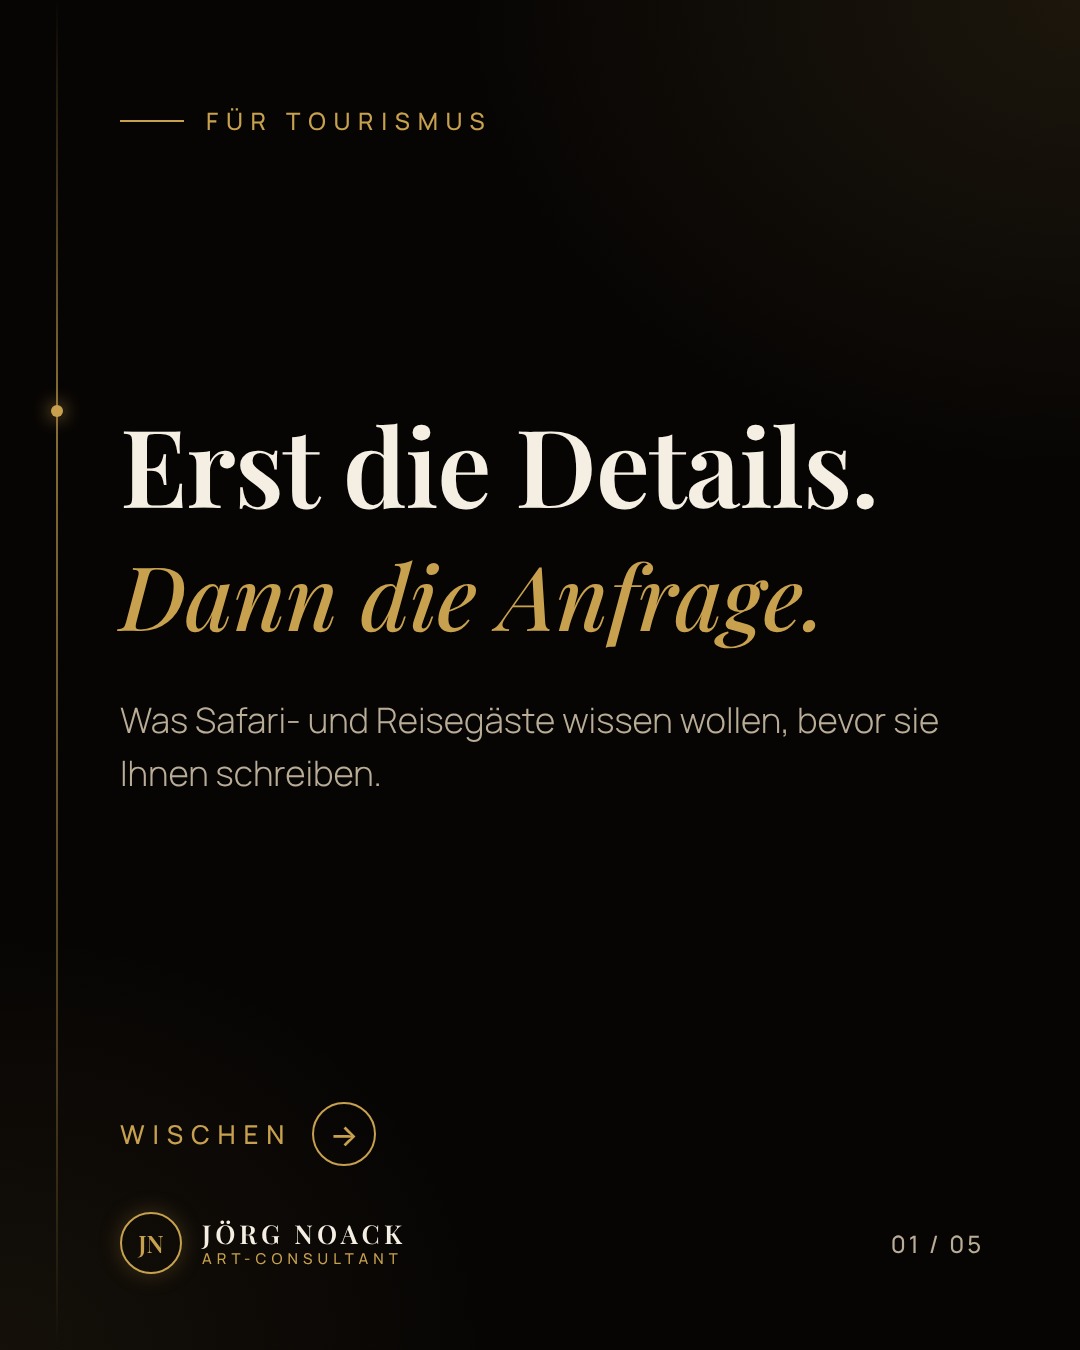 FÜR TOURISMUS
Erst die Details.
Dann die Anfrage.
Was Safari- und Reisegäste wissen wollen, bevor sie
Ihnen schreiben.
WISCHEN →
JN
JÖRG NOACK
ART-CONSULTANT
01 / 05